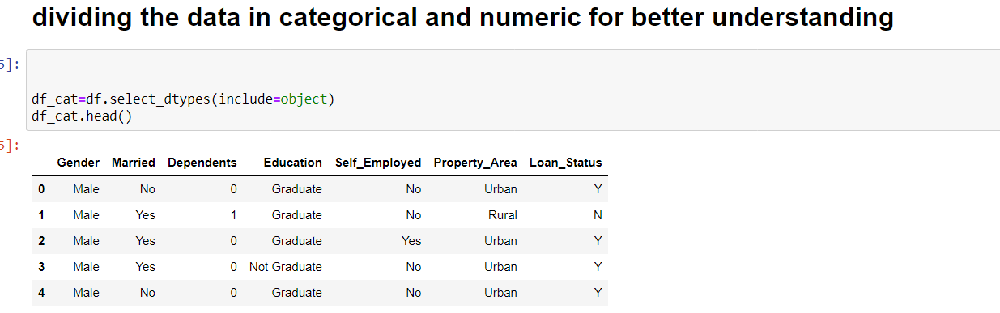 dividing the data in categorical and numeric for better understanding
5]:
df_cat=df.select_dtypes(include=object)
df_cat.head()
5]:
Gender Married Dependents Education Self_Employed Property_Area Loan_Status
0 Male No 0 Graduate No Urban Y
1 Male Yes 1 Graduate No Rural N
2 Male Yes 0 Graduate Yes Urban Y
3 Male Yes 0 Not Graduate No Urban Y
4 Male No 0 Graduate No Urban Y